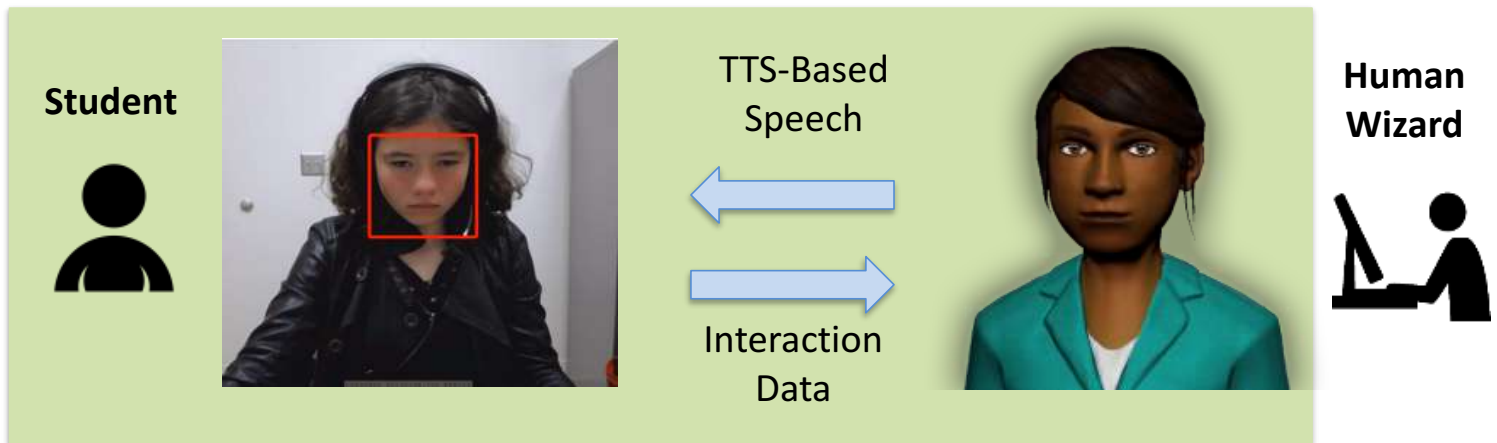 Student
TTS-Based
Speech
Interaction
Data
Human
Wizard